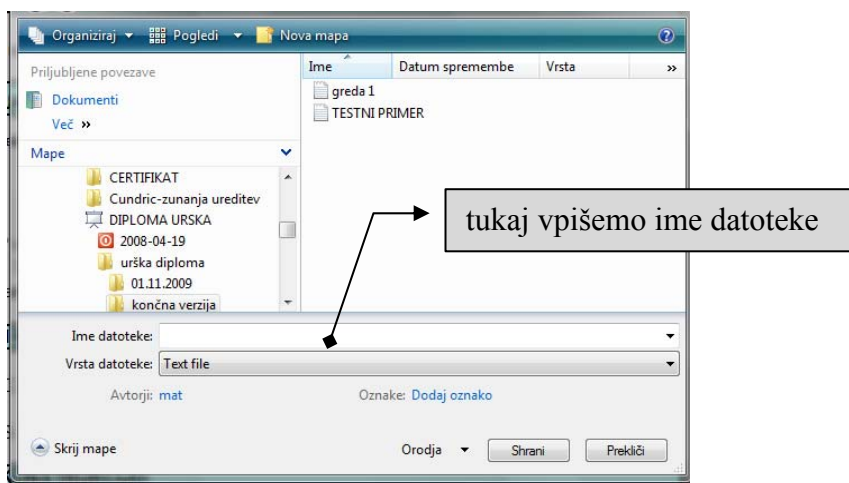 Organiziraj Pogledi Nova mapa
Priljubljene povezave
Dokumenti
Več »
Mape
CERTIFIKAT
Cundric-zunanja ureditev
DIPLOMA URSKA
2008-04-19
urška diploma
01.11.2009
končna verzija
Ime Datum spremembe Vrsta »
greda 1
TESTNI PRIMER
tukaj vpišemo ime datoteke
Ime datoteke:
Vrsta datoteke: Text file
Avtorji: mat Oznake: Dodaj oznako
Skrij mape Orodja Shrani Prekliči